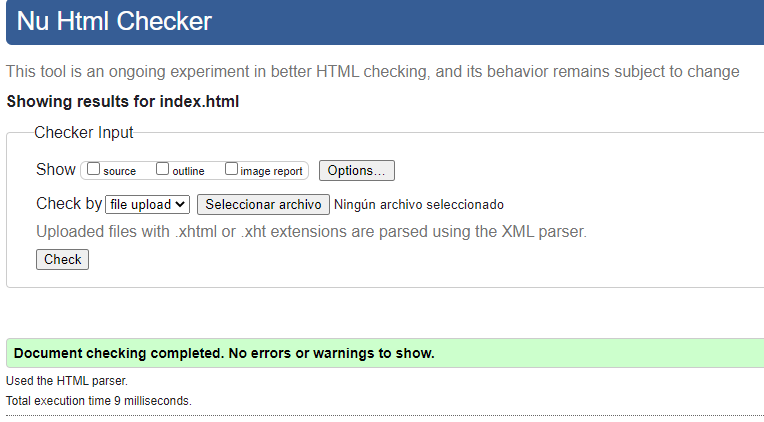 Nu Html Checker
This tool is an ongoing experiment in better HTML checking, and its behavior remains subject to change
Showing results for index.html
Checker Input
Show source outline image report Options...
Check by file upload Seleccionar archivo Ningún archivo seleccionado
Uploaded files with .xhtml or .xht extensions are parsed using the XML parser.
Check
Document checking completed. No errors or warnings to show.
Used the HTML parser.
Total execution time 9 milliseconds.